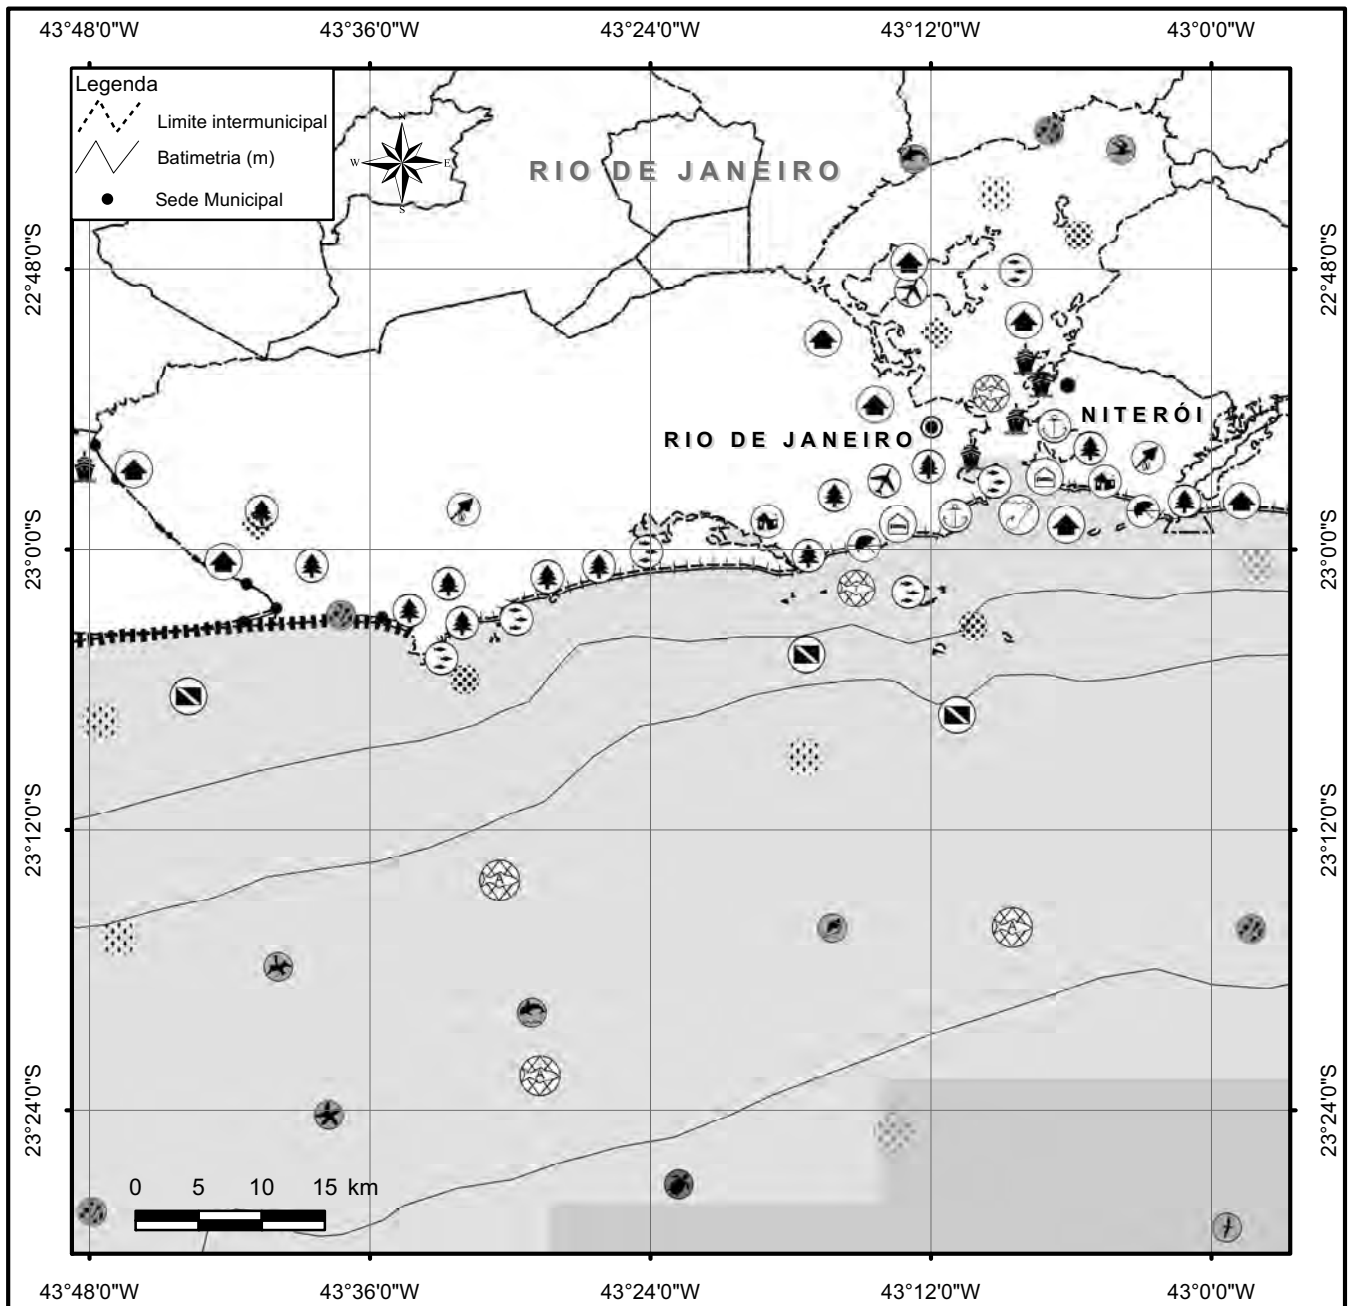 43°48'0"W 43°36'0"W 43°24'0"W 43°12'0"W 43°0'0"W
Legenda
Limite intermunicipal
Batimetria (m)
Sede Municipal
N
W E
S
RIO DE JANEIRO
22°48'0"S 22°48'0"S
NITERÓI
RIO DE JANEIRO
23°0'0"S 23°0'0"S
23°12'0"S 23°12'0"S
A
A
A
23°24'0"S 23°24'0"S
0 5 10 15 km
43°48'0"W 43°36'0"W 43°24'0"W 43°12'0"W 43°0'0"W